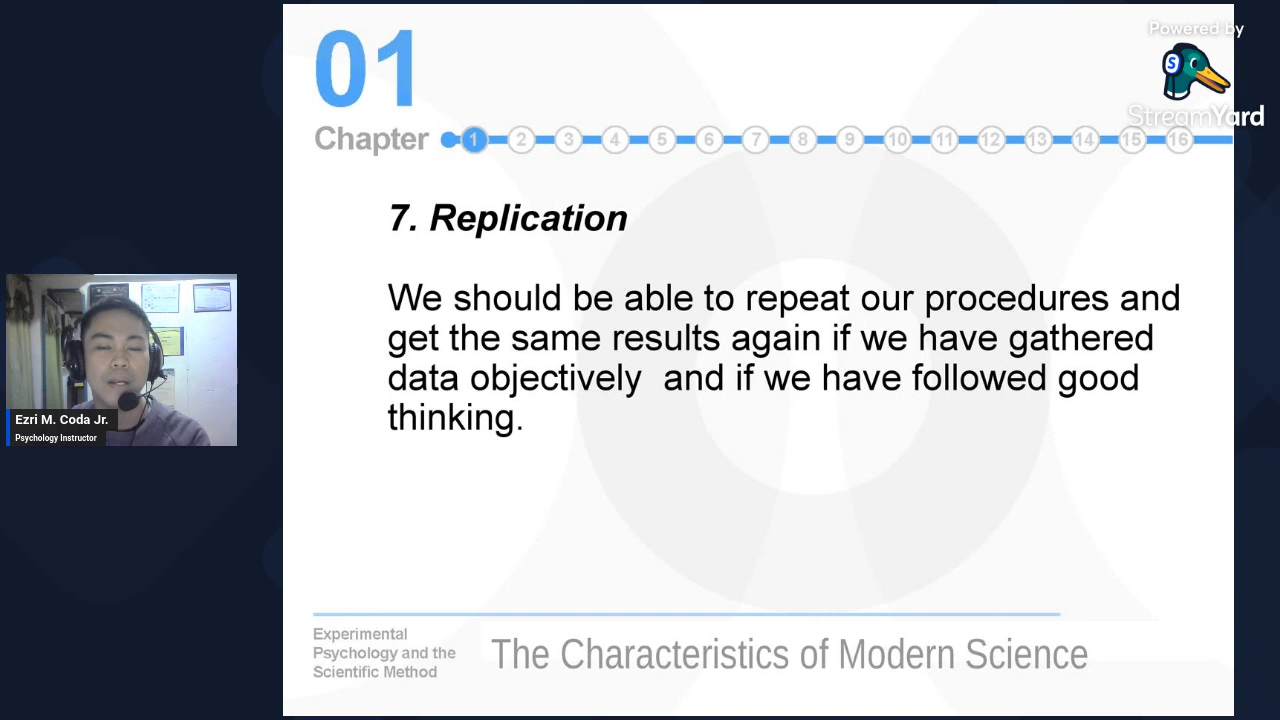 Powered by
StreamYard
01
Chapter 1 2 3 4 5 6 7 8 9 10 11 12 13 14 15 16
7. Replication
We should be able to repeat our procedures and
get the same results again if we have gathered
data objectively  and if we have followed good
thinking.
Ezri M. Coda Jr.
Psychology Instructor
Experimental
Psychology and the
Scientific Method
The Characteristics of Modern Science